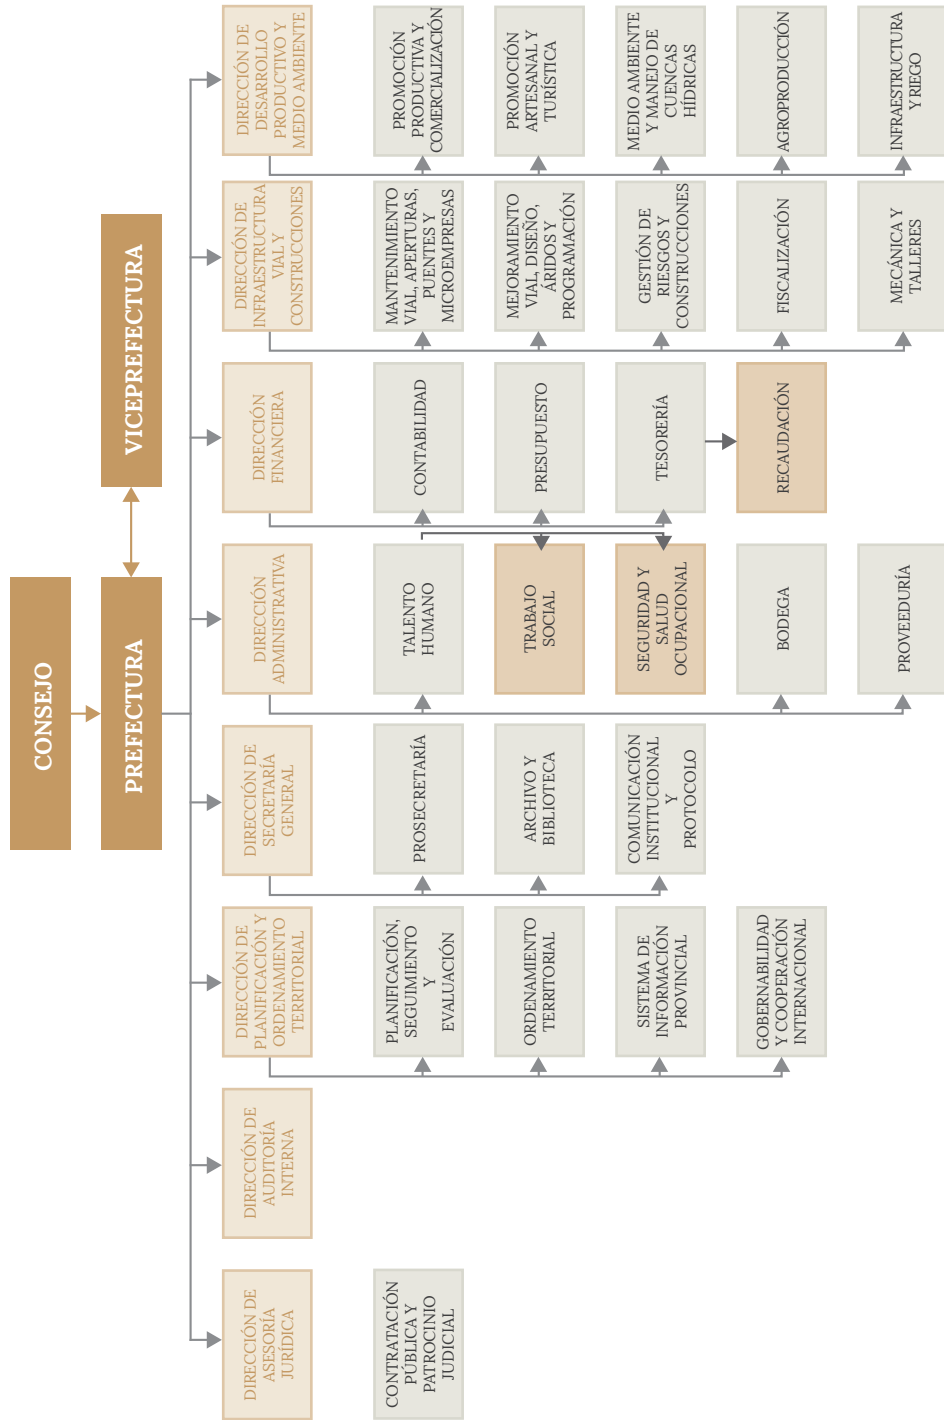 CONSEJO
PREFECTURA
VICEPREFECTURA
DIRECCIÓN DE
ASESORÍA
JURÍDICA
DIRECCIÓN DE
AUDITORÍA
INTERNA
DIRECCIÓN DE
PLANIFICACIÓN Y
ORDENAMIENTO
TERRITORIAL
DIRECCIÓN DE
SECRETARÍA
GENERAL
DIRECCIÓN
ADMINISTRATIVA
DIRECCIÓN
FINANCIERA
DIRECCIÓN DE
INFRAESTRUCTURA
VIAL Y
CONSTRUCCIONES
DIRECCIÓN DE
DESARROLLO
PRODUCTIVO Y
MEDIO AMBIENTE
CONTRATACIÓN
PÚBLICA Y
PATROCINIO
JUDICIAL
PLANIFICACIÓN,
SEGUIMIENTO
Y
EVALUACIÓN
PROSECRETARÍA
TALENTO
HUMANO
CONTABILIDAD
MANTENIMIENTO
VIAL, APERTURAS,
PUENTES Y
MICROEMPRESAS
PROMOCIÓN
PRODUCTIVA Y
COMERCIALIZACIÓN
ORDENAMIENTO
TERRITORIAL
ARCHIVO Y
BIBLIOTECA
TRABAJO
SOCIAL
PRESUPUESTO
MEJORAMIENTO
VIAL, DISEÑO,
ÁRIDOS Y
PROGRAMACIÓN
PROMOCIÓN
ARTESANAL Y
TURÍSTICA
SISTEMA DE
INFORMACIÓN
PROVINCIAL
COMUNICACIÓN
INSTITUCIONAL
Y
PROTOCOLO
SEGURIDAD Y
SALUD
OCUPACIONAL
TESORERÍA
GESTIÓN DE
RIESGOS Y
CONSTRUCCIONES
MEDIO AMBIENTE
Y MANEJO DE
CUENCAS
HÍDRICAS
GOBERNABILIDAD
Y COOPERACIÓN
INTERNACIONAL
BODEGA
RECAUDACIÓN
FISCALIZACIÓN
AGROPRODUCCIÓN
PROVEEDURÍA
MECÁNICA Y
TALLERES
INFRAESTRUCTURA
Y RIEGO